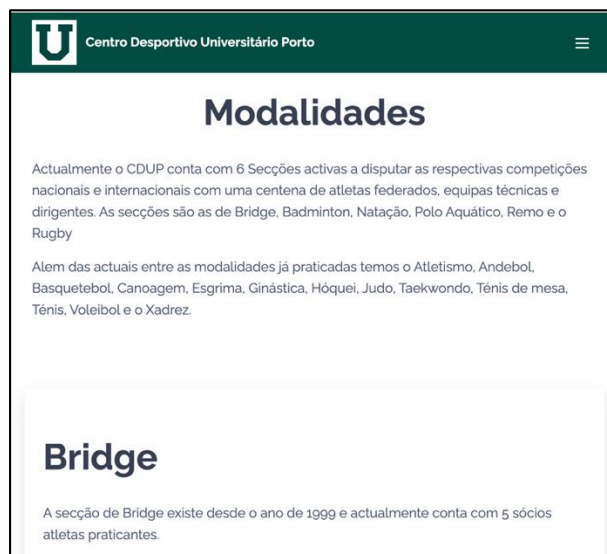 U
Centro Desportivo Universitário Porto
Modalidades
Actualmente o CDUP conta com 6 Secções activas a disputar as respectivas competições
nacionais e internacionais com uma centena de atletas federados, equipas técnicas e
dirigentes. As secções são as de Bridge, Badminton, Natação, Polo Aquático, Remo e o
Rugby
Alem das actuais entre as modalidades já praticadas temos o Atletismo, Andebol,
Basquetebol, Canoagem, Esgrima, Ginástica, Hóquei, Judo, Taekwondo, Ténis de mesa,
Ténis, Voleibol e o Xadrez.
Bridge
A secção de Bridge existe desde o ano de 1999 e actualmente conta com 5 sócios
atletas praticantes.